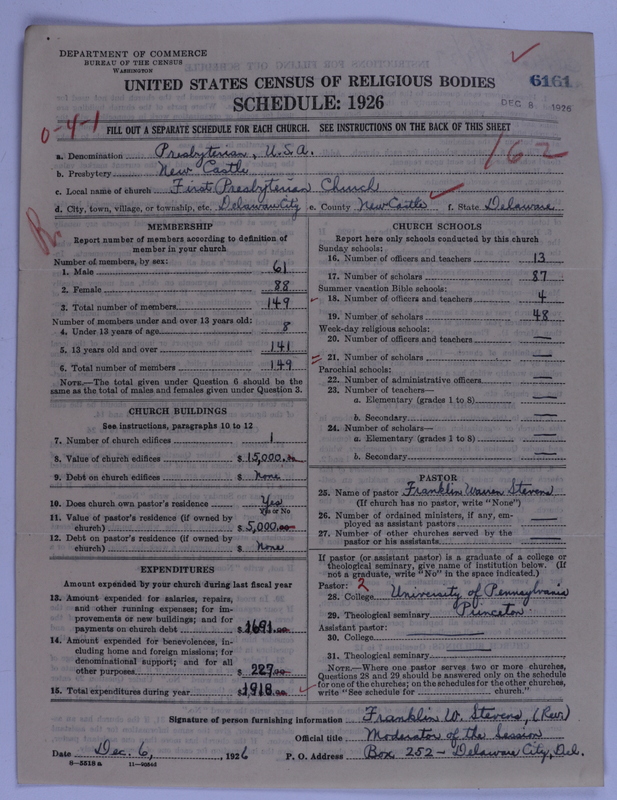 DEPARTMENT OF COMMERCE
BUREAU OF THE CENSUS
WASHINGTON
UNITED STATES CENSUS OF RELIGIOUS BODIES
6161
SCHEDULE: 1926
DEC 8 1926
0-4-1
FILL OUT A SEPARATE SCHEDULE FOR EACH CHURCH. SEE INSTRUCTIONS ON THE BACK OF THIS SHEET
162
a. Denomination Presbyterian, U.S.A.
b. Presbytery New Castle
c. Local name of church First Presbyterian Church
d. City, town, village, or township, etc. Delaware City e. County New Castle f. State Delaware
MEMBERSHIP
Report number of members according to definition of
member in your church
Number of members, by sex:
1. Male 61
2. Female 88
3. Total number of members 149
Number of members under and over 13 years old:
4. Under 13 years of age 8
5. 13 years old and over 141
6. Total number of members 149
NOTE.—The total given under Question 6 should be the
same as the total of males and females given under Question 3.
CHURCH BUILDINGS
See instructions, paragraphs 10 to 12
7. Number of church edifices 1
8. Value of church edifices $ 15,000.00
9. Debt on church edifices $ None
10. Does church own pastor's residence Yes
Yes or No
11. Value of pastor's residence (if owned by
church) $ 5,000.00
12. Debt on pastor's residence (if owned by
church) $ None
EXPENDITURES
Amount expended by your church during last fiscal year
13. Amount expended for salaries, repairs,
and other running expenses; for im-
provements or new buildings; and for
payments on church debt $ 1691.00
14. Amount expended for benevolences, in-
cluding home and foreign missions; for
denominational support; and for all
other purposes $ 227.00
15. Total expenditures during year $ 1918.00
CHURCH SCHOOLS
Report here only schools conducted by this church
Sunday schools:
16. Number of officers and teachers 13
17. Number of scholars 87
Summer vacation Bible schools:
18. Number of officers and teachers 4
19. Number of scholars 48
Week-day religious schools:
20. Number of officers and teachers —
21. Number of scholars —
Parochial schools:
22. Number of administrative officers —
23. Number of teachers—
a. Elementary (grades 1 to 8) —
b. Secondary —
24. Number of scholars—
a. Elementary (grades 1 to 8) —
b. Secondary —
PASTOR
25. Name of pastor Franklin Warren Stevens
(If church has no pastor, write "None")
26. Number of ordained ministers, if any, em-
ployed as assistant pastors —
27. Number of other churches served by the
pastor or his assistants —
If pastor (or assistant pastor) is a graduate of a college or
theological seminary, give name of institution below. (If
not a graduate, write "No" in the space indicated.)
Pastor: 2
28. College University of Pennsylvania
29. Theological seminary Princeton
Assistant pastor:
30. College —
31. Theological seminary —
NOTE.—Where one pastor serves two or more churches,
Questions 28 and 29 should be answered only on the schedule
for one of the churches; on the schedules for the other churches,
write "See schedule for church."
Signature of person furnishing information Franklin W. Stevens, (Rev)
Official title Moderator of the Session
Date Dec. 6, 1926 P. O. Address Box 252 - Delaware City, Del.
8-5518 a